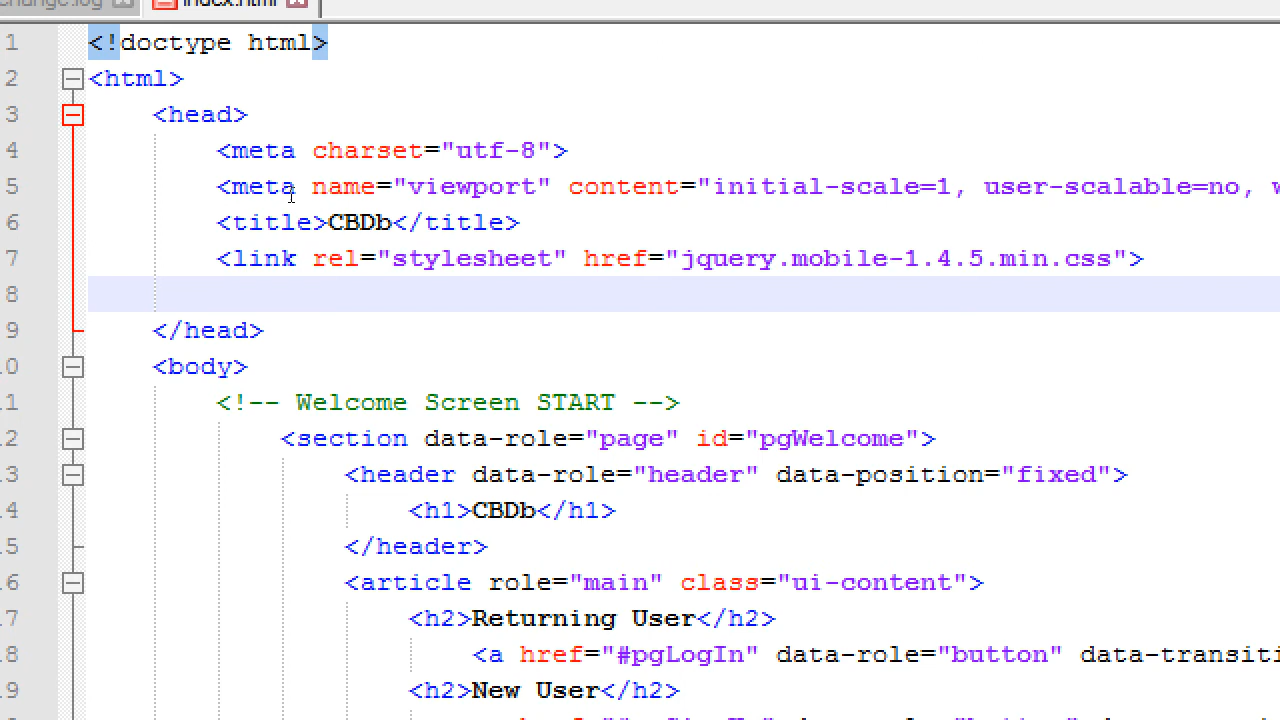 change.log index.html
1 <!doctype html>
2 <html>
3 <head>
4 <meta charset="utf-8">
5 <meta name="viewport" content="initial-scale=1, user-scalable=no, w
6 <title>CBDb</title>
7 <link rel="stylesheet" href="jquery.mobile-1.4.5.min.css">
8
9 </head>
10 <body>
11 <!-- Welcome Screen START -->
12 <section data-role="page" id="pgWelcome">
13 <header data-role="header" data-position="fixed">
14 <h1>CBDb</h1>
15 </header>
16 <article role="main" class="ui-content">
17 <h2>Returning User</h2>
18 <a href="#pgLogIn" data-role="button" data-transiti
19 <h2>New User</h2>